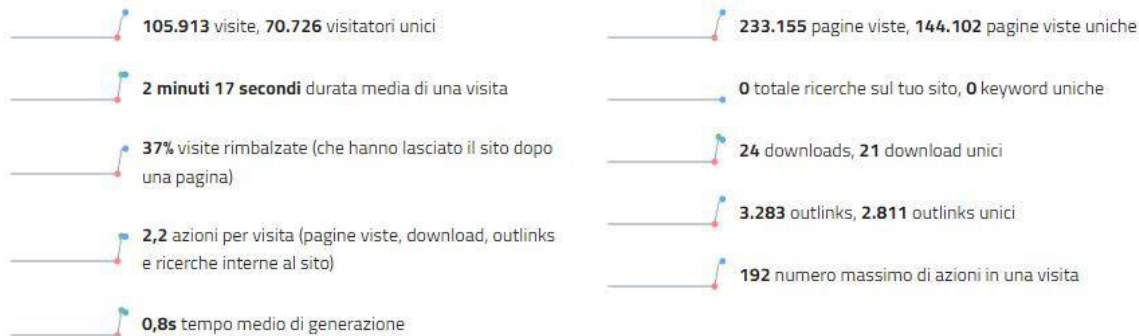 105.913 visite, 70.726 visitatori unici
2 minuti 17 secondi durata media di una visita
37% visite rimbalzate (che hanno lasciato il sito dopo
una pagina)
2,2 azioni per visita (pagine viste, download, outlinks
e ricerche interne al sito)
0,8s tempo medio di generazione
233.155 pagine viste, 144.102 pagine viste uniche
0 totale ricerche sul tuo sito, 0 keyword uniche
24 downloads, 21 download unici
3.283 outlinks, 2.811 outlinks unici
192 numero massimo di azioni in una visita